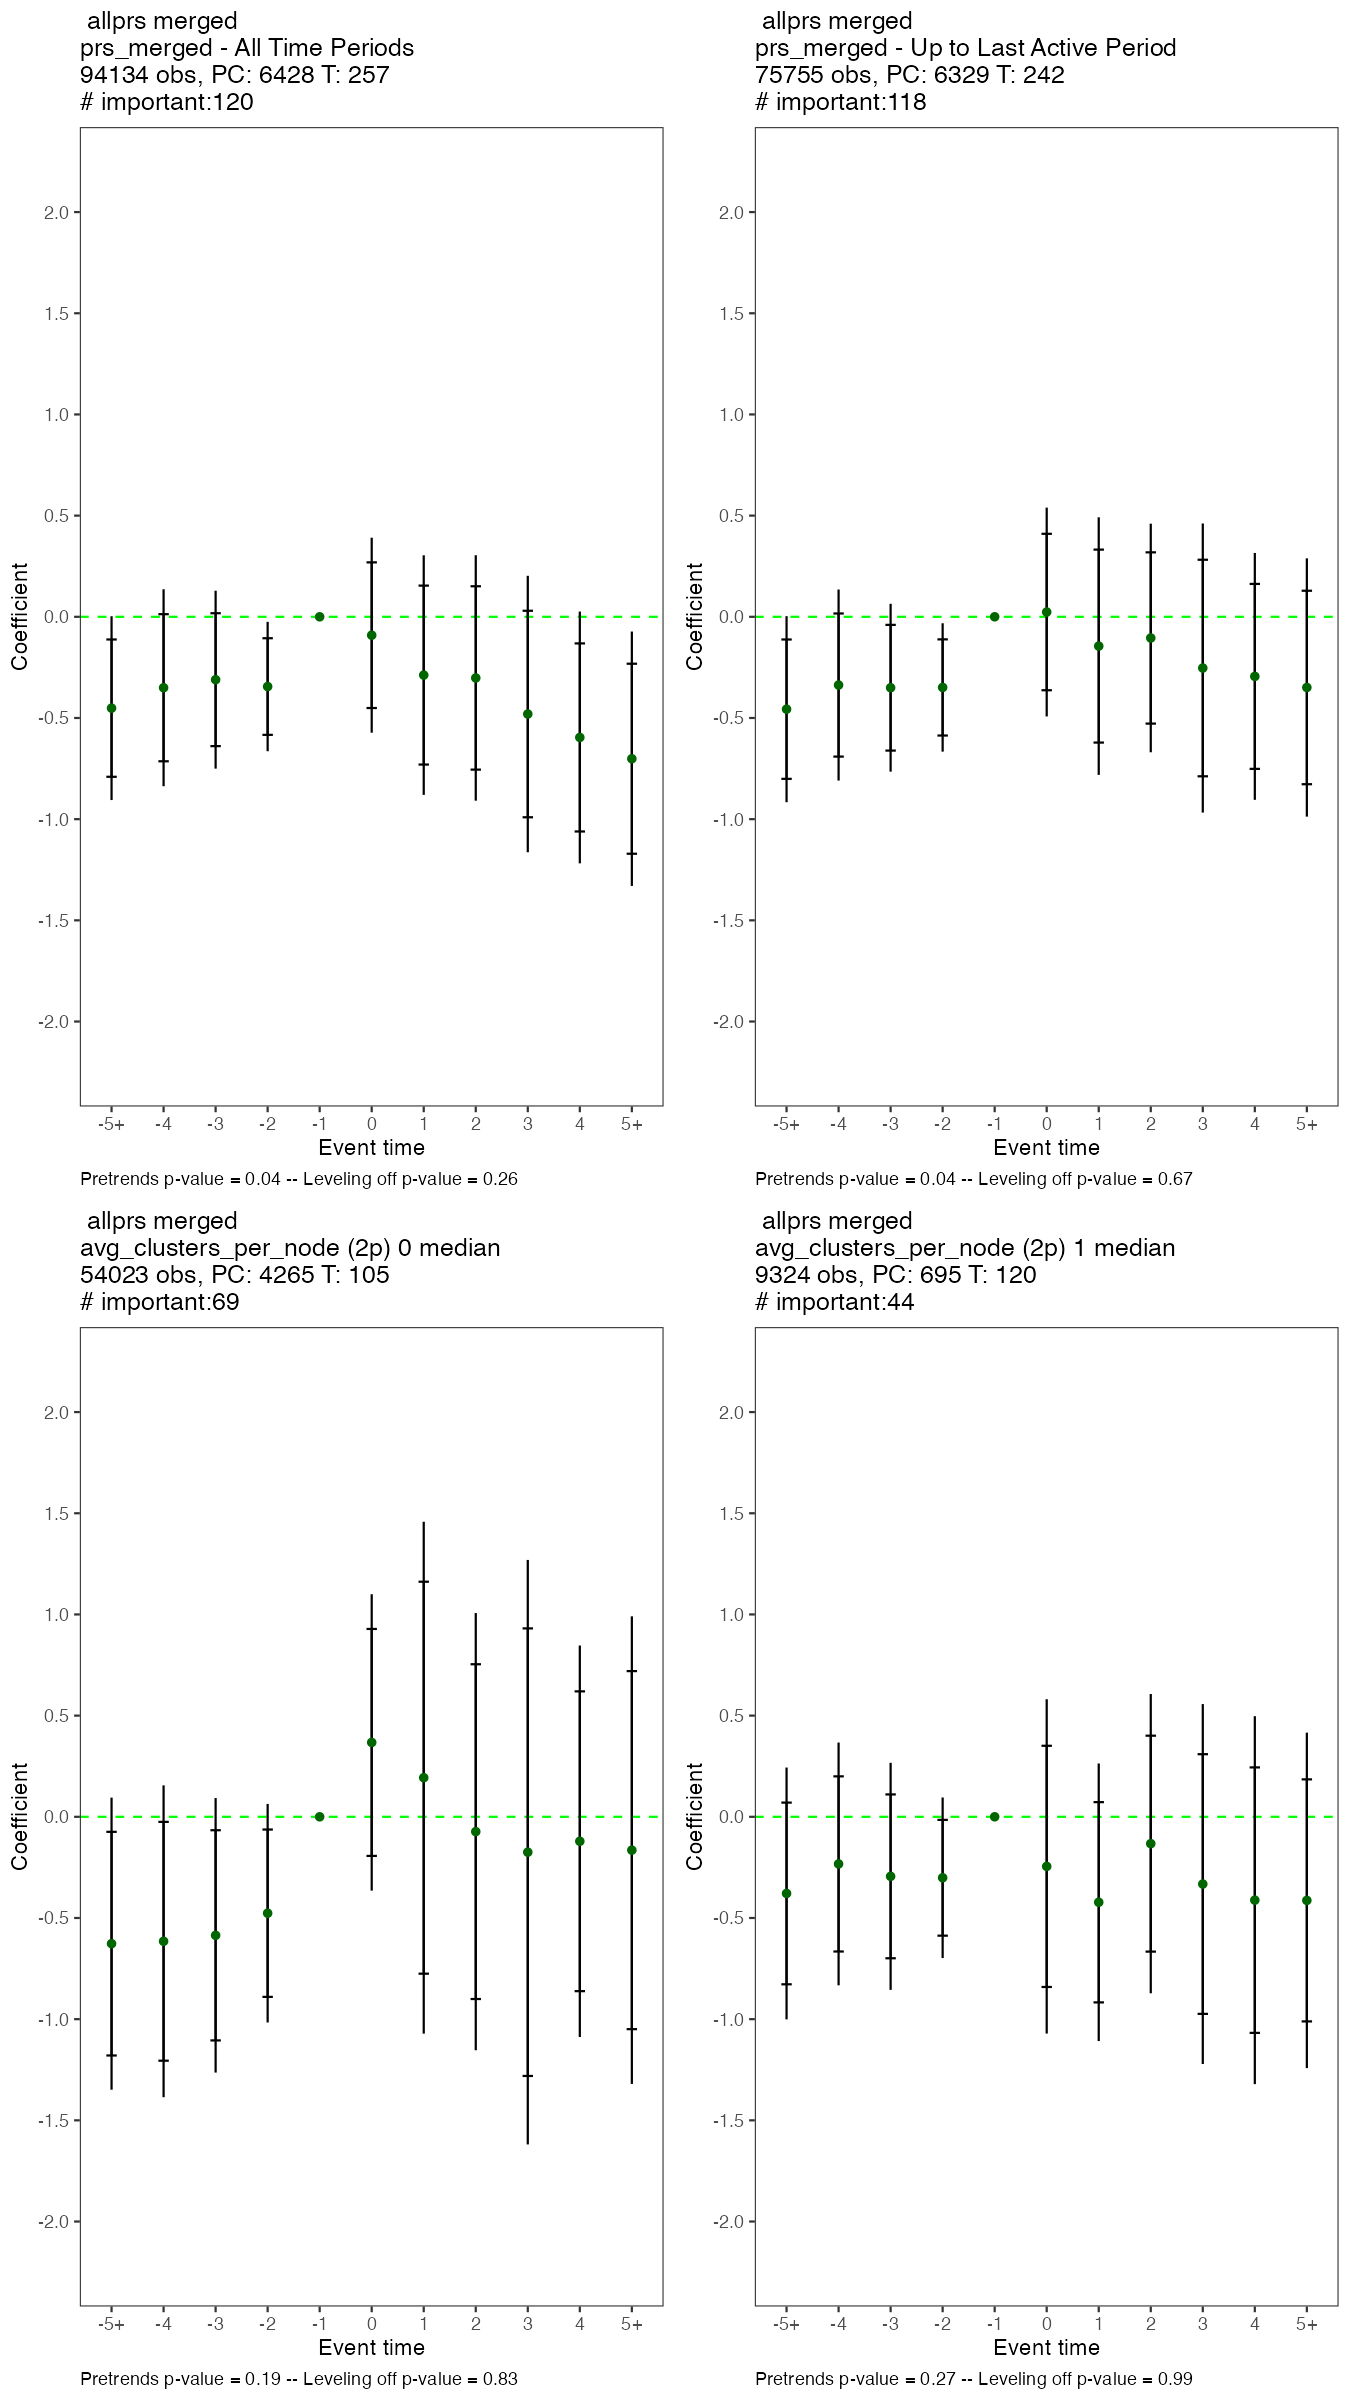 allprs merged
prs_merged - All Time Periods
94134 obs, PC: 6428 T: 257
# important:120
2.0
1.5
1.0
0.5
0.0
-0.5
-1.0
-1.5
-2.0
Coefficient
-5+ -4 -3 -2 -1 0 1 2 3 4 5+
Event time
Pretrends p-value = 0.04 -- Leveling off p-value = 0.26
allprs merged
prs_merged - Up to Last Active Period
75755 obs, PC: 6329 T: 242
# important:118
2.0
1.5
1.0
0.5
0.0
-0.5
-1.0
-1.5
-2.0
Coefficient
-5+ -4 -3 -2 -1 0 1 2 3 4 5+
Event time
Pretrends p-value = 0.04 -- Leveling off p-value = 0.67
allprs merged
avg_clusters_per_node (2p) 0 median
54023 obs, PC: 4265 T: 105
# important:69
2.0
1.5
1.0
0.5
0.0
-0.5
-1.0
-1.5
-2.0
Coefficient
-5+ -4 -3 -2 -1 0 1 2 3 4 5+
Event time
Pretrends p-value = 0.19 -- Leveling off p-value = 0.83
allprs merged
avg_clusters_per_node (2p) 1 median
9324 obs, PC: 695 T: 120
# important:44
2.0
1.5
1.0
0.5
0.0
-0.5
-1.0
-1.5
-2.0
Coefficient
-5+ -4 -3 -2 -1 0 1 2 3 4 5+
Event time
Pretrends p-value = 0.27 -- Leveling off p-value = 0.99